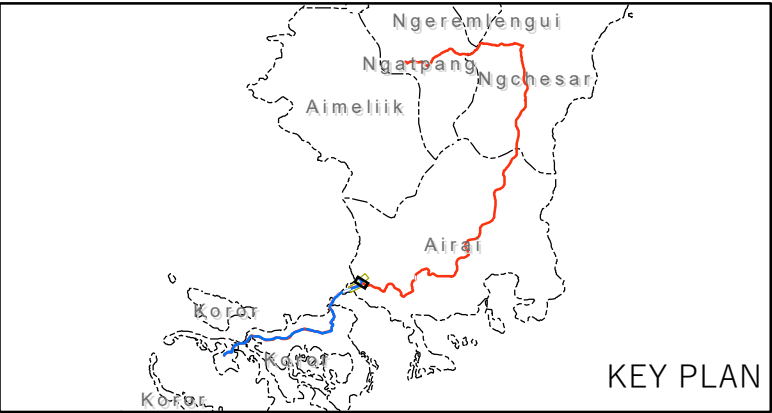 Ngeremlengui
Ngatpang
Ngchesar
Aimeliik
Airai
Koror
Koror
Koror
KEY PLAN